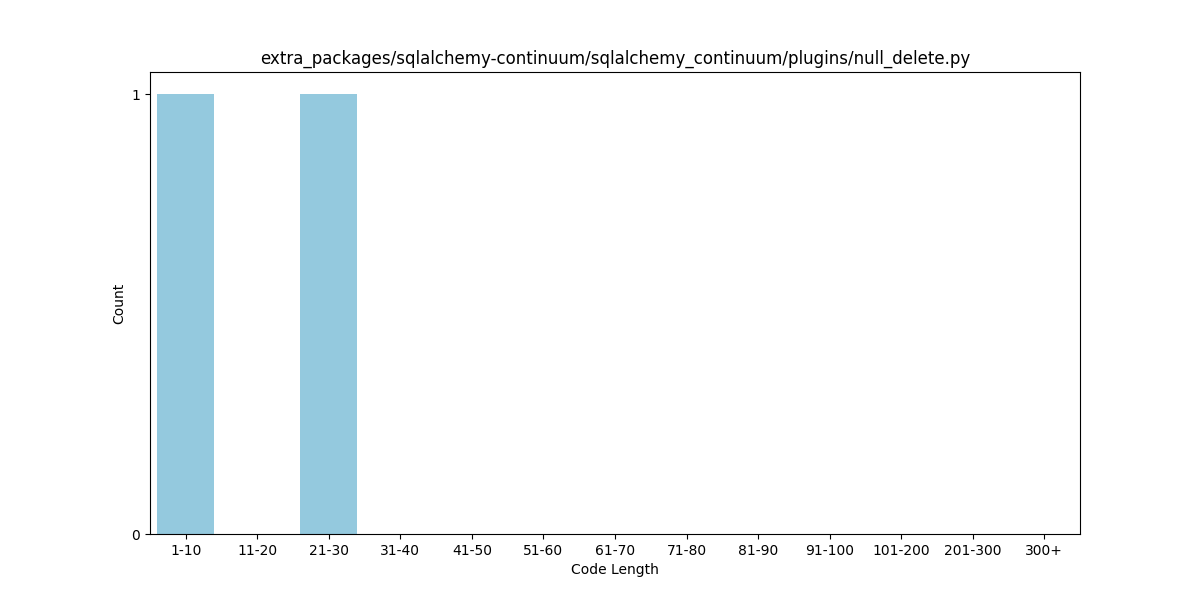 extra_packages/sqlalchemy-continuum/sqlalchemy_continuum/plugins/null_delete.py
1
Count
0
1-10 11-20 21-30 31-40 41-50 51-60 61-70 71-80 81-90 91-100 101-200 201-300 300+
Code Length